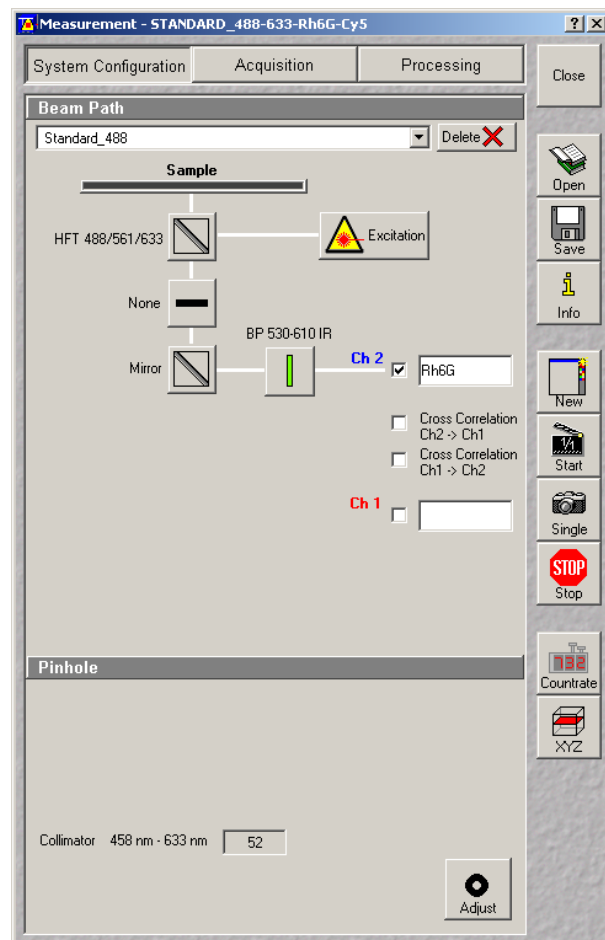 Measurement - STANDARD_488-633-Rh6G-Cy5
System Configuration
Acquisition
Processing
Close
Beam Path
Standard_488
Delete
Sample
Open
HFT 488/561/633
Excitation
Save
None
Info
BP 530-610 IR
Mirror
Ch 2
Rh6G
New
Cross Correlation
Ch2 -> Ch1
Cross Correlation
Ch1 -> Ch2
1/1
Start
Ch 1
Single
STOP
Stop
Pinhole
732
Countrate
XYZ
Collimator 458 nm - 633 nm 52
Adjust